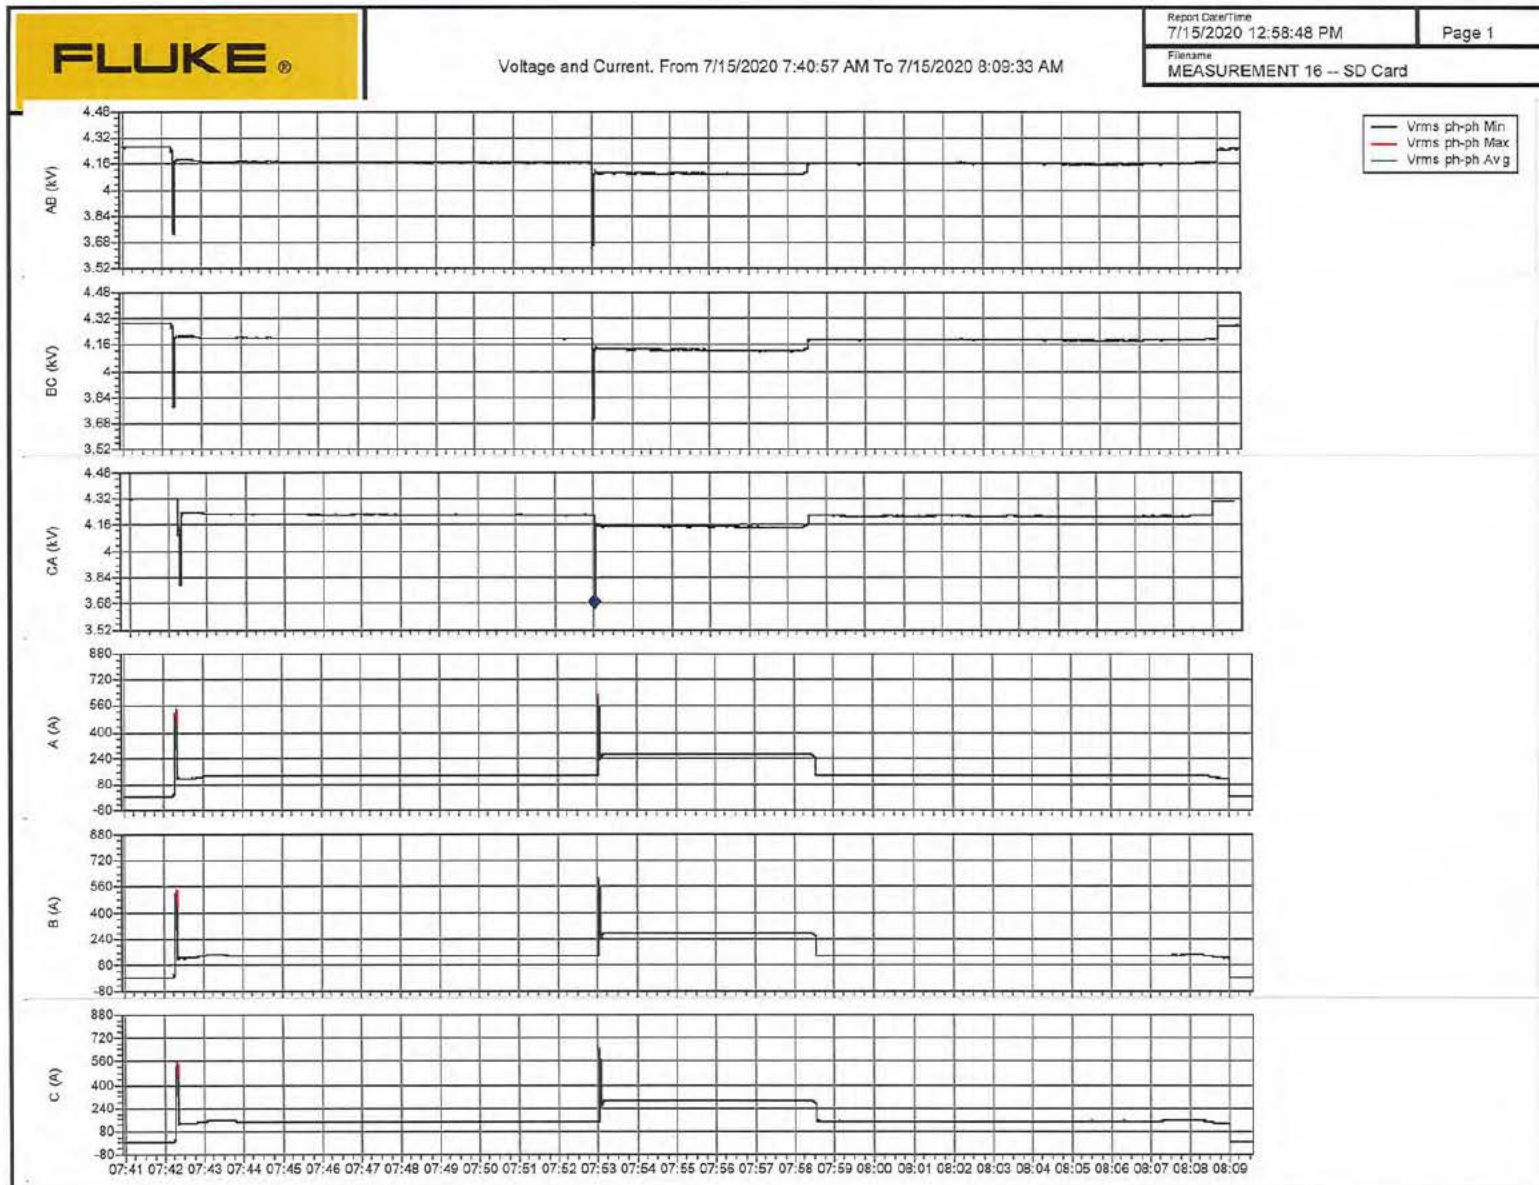 FLUKE ®
Voltage and Current. From 7/15/2020 7:40:57 AM To 7/15/2020 8:09:33 AM
Report Date/Time
7/15/2020 12:58:48 PM
Page 1
Filename
MEASUREMENT 16 -- SD Card
Vrms ph-ph Min
Vrms ph-ph Max
Vrms ph-ph Avg
AB (kV)
4.48
4.32
4.16
4
3.84
3.68
3.52
BC (kV)
4.48
4.32
4.16
4
3.84
3.68
3.52
CA (kV)
4.48
4.32
4.16
4
3.84
3.68
3.52
A (A)
880
720
560
400
240
80
-80
B (A)
880
720
560
400
240
80
-80
C (A)
880
720
560
400
240
80
-80
07:41 07:42 07:43 07:44 07:45 07:46 07:47 07:48 07:49 07:50 07:51 07:52 07:53 07:54 07:55 07:56 07:57 07:58 07:59 08:00 08:01 08:02 08:03 08:04 08:05 08:06 08:07 08:08 08:09